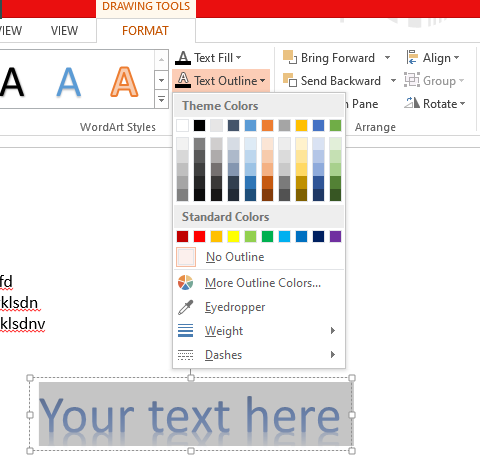 DRAWING TOOLS
VIEW VIEW FORMAT
A A A
Text Fill Bring Forward Align
A Text Outline Send Backward Group
Pane Rotate
WordArt Styles Arrange
Theme Colors
Standard Colors
No Outline
More Outline Colors...
Eyedropper
Weight
Dashes
fd
klsdn
klsdnv
Your text here